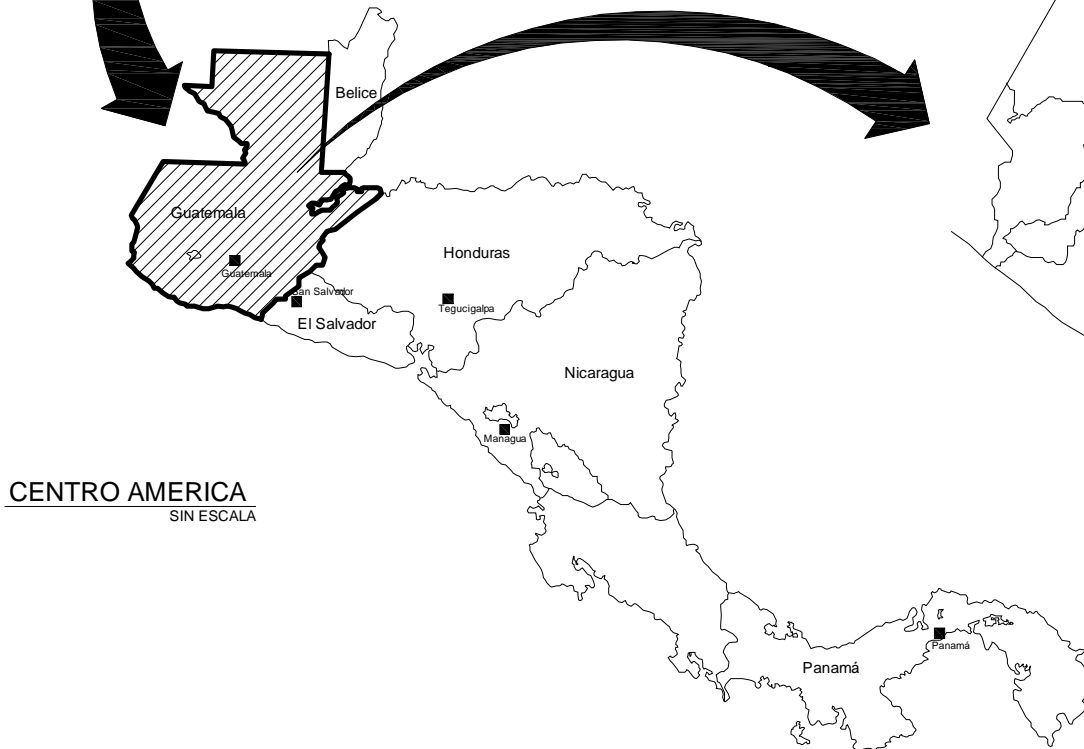 Belice
Guatemala
Guatemala
Honduras
San Salvador
Tegucigalpa
El Salvador
Nicaragua
Managua
CENTRO AMERICA
SIN ESCALA
Panamá
Panamá